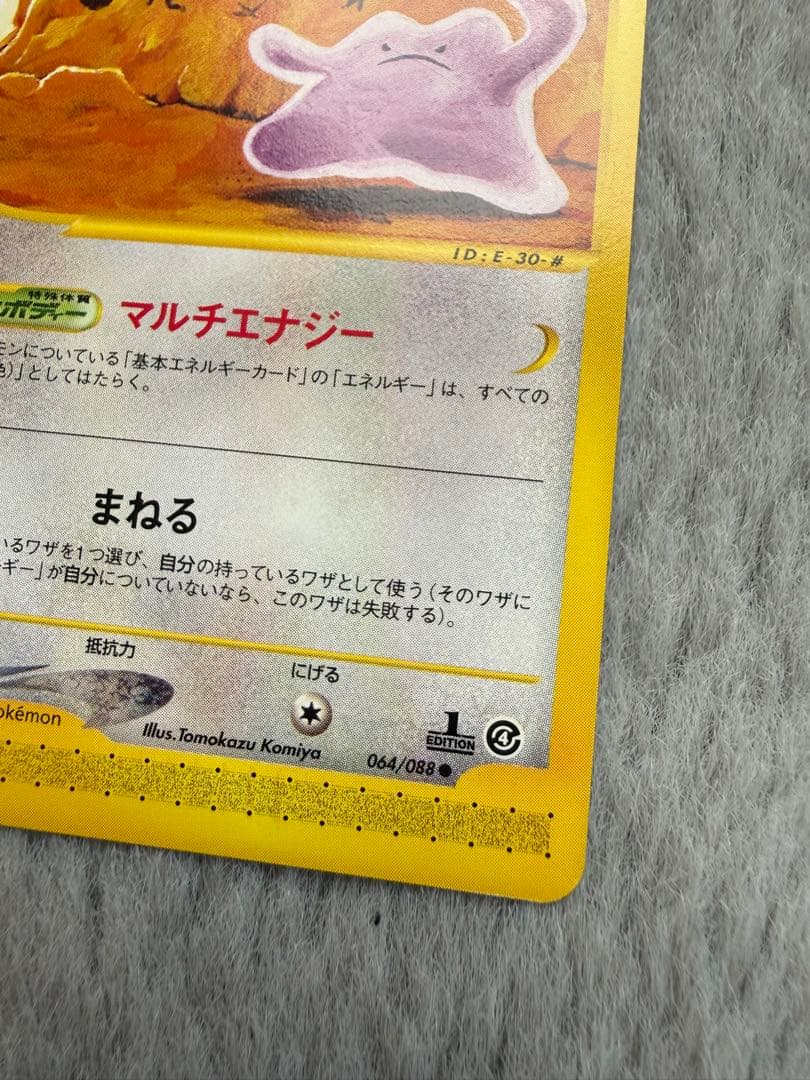 ID:E-30-#
特殊体質
ボディー マルチエナジー
モンについている「基本エネルギーカード」の「エネルギー」は、すべての
色)」としてはたらく。
まねる
いるワザを1つ選び、自分の持っているワザとして使う(そのワザに
ギー」が自分についていないなら、このワザは失敗する)。
抵抗力
にげる
okémon
Illus.Tomokazu Komiya
064/088●
1
EDITION
4